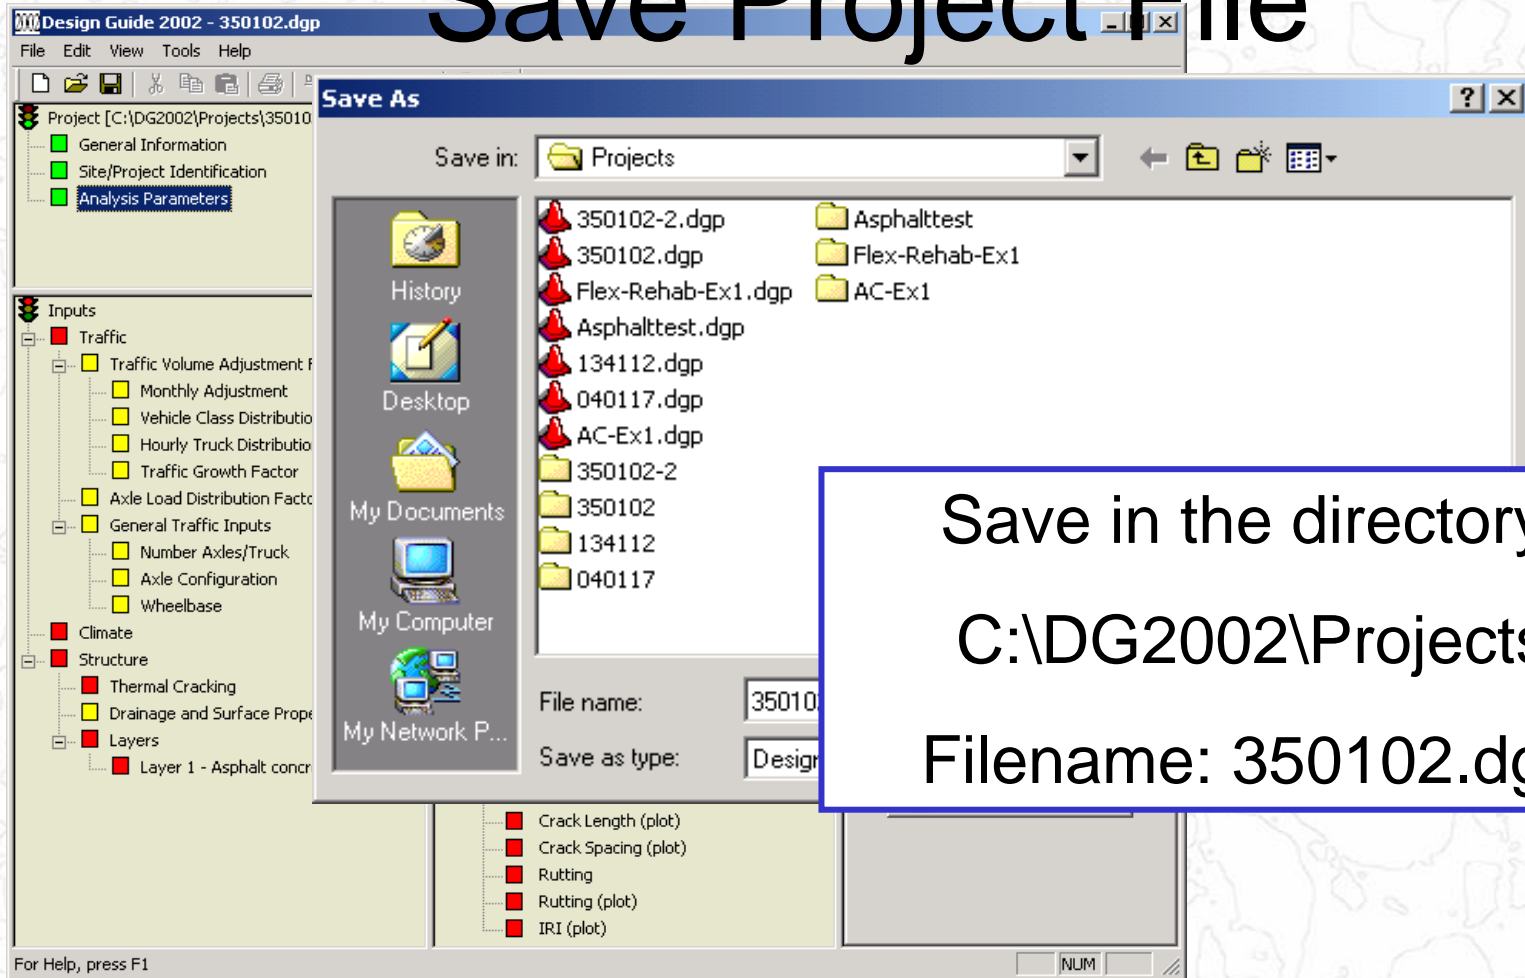 Save Project File
Design Guide 2002 - 350102.dgp
File Edit View Tools Help
Project [C:\DG2002\Projects\35010
General Information
Site/Project Identification
Analysis Parameters
Inputs
Traffic
Traffic Volume Adjustment F
Monthly Adjustment
Vehicle Class Distributio
Hourly Truck Distributio
Traffic Growth Factor
Axle Load Distribution Facto
General Traffic Inputs
Number Axles/Truck
Axle Configuration
Wheelbase
Climate
Structure
Thermal Cracking
Drainage and Surface Prope
Layers
Layer 1 - Asphalt concr
Save As
Save in: Projects
History
Desktop
My Documents
My Computer
My Network P...
350102-2.dgp
350102.dgp
Flex-Rehab-Ex1.dgp
Asphalttest.dgp
134112.dgp
040117.dgp
AC-Ex1.dgp
350102-2
350102
134112
040117
Asphalttest
Flex-Rehab-Ex1
AC-Ex1
File name: 35010
Save as type: Design
Save in the directory
C:\DG2002\Projects
Filename: 350102.dg
Crack Length (plot)
Crack Spacing (plot)
Rutting
Rutting (plot)
IRI (plot)
For Help, press F1
NUM